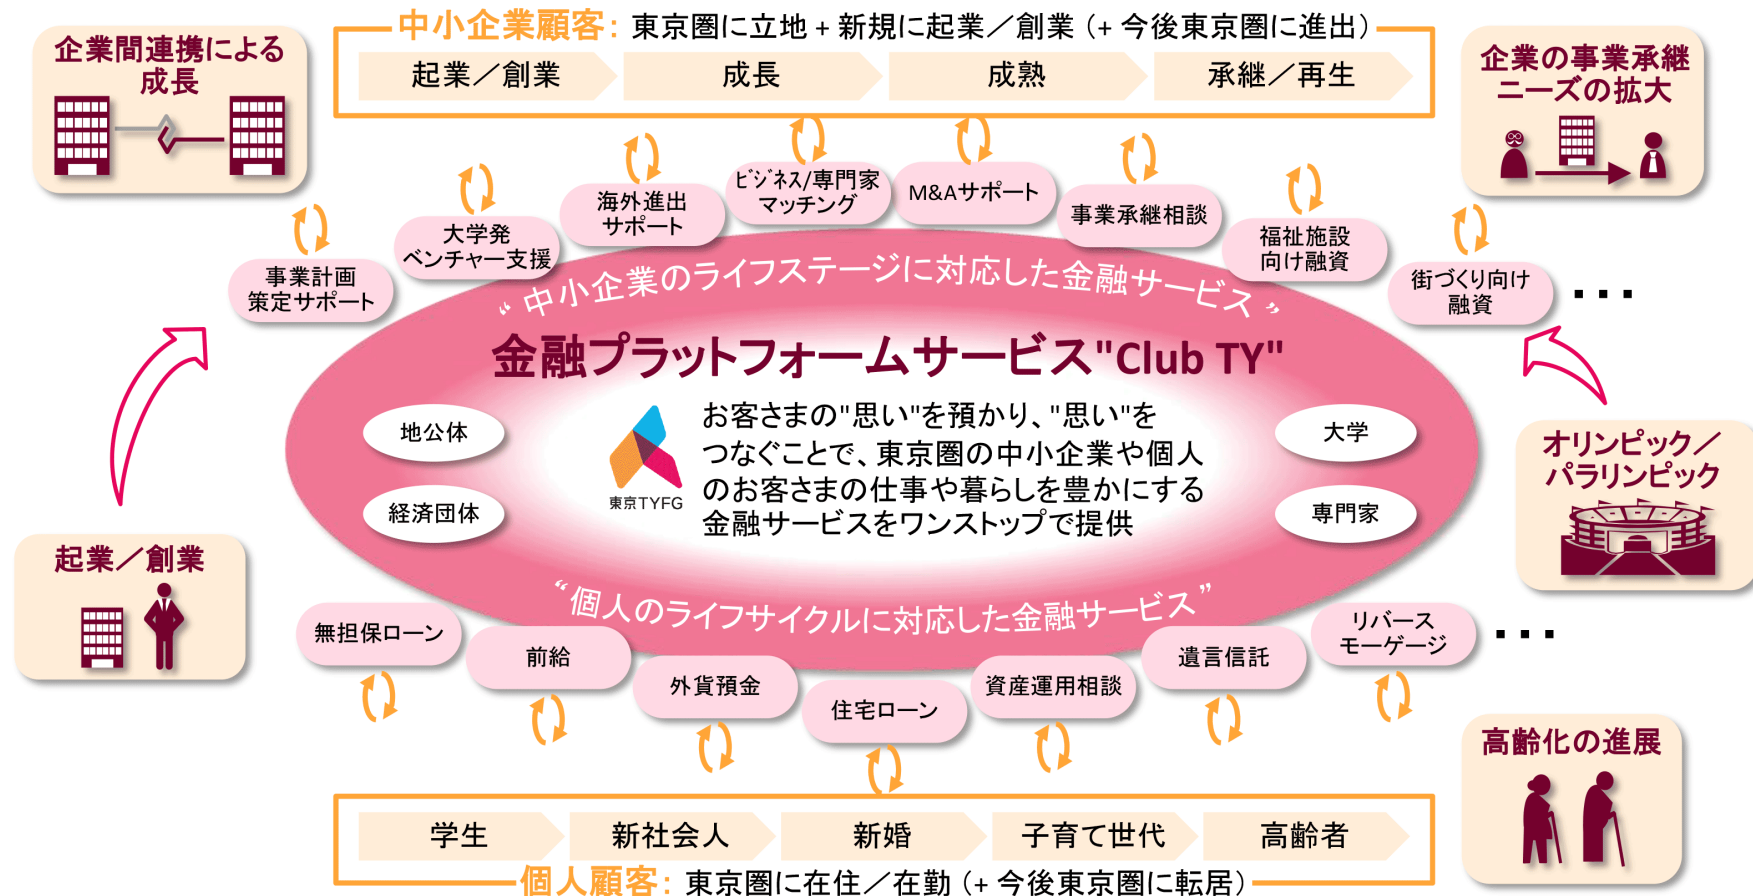 中小企業顧客: 東京圏に立地 + 新規に起業／創業 (+ 今後東京圏に進出)
起業／創業
成長
成熟
承継／再生
企業間連携による
成長
企業の事業承継
ニーズの拡大
事業計画
策定サポート
大学発
ベンチャー支援
海外進出
サポート
ﾋﾞｼﾞﾈｽ/専門家
マッチング
M&Aサポート
事業承継相談
福祉施設
向け融資
街づくり向け
融資
...
“ 中小企業のライフステージに対応した金融サービス ”
金融プラットフォームサービス"Club TY"
地公体
経済団体
東京TYFG
お客さまの"思い"を預かり、"思い"を
つなぐことで、東京圏の中小企業や個人
のお客さまの仕事や暮らしを豊かにする
金融サービスをワンストップで提供
大学
専門家
起業／創業
オリンピック／
パラリンピック
“個人のライフサイクルに対応した金融サービス”
無担保ローン
前給
外貨預金
住宅ローン
資産運用相談
遺言信託
リバース
モーゲージ
...
高齢化の進展
学生
新社会人
新婚
子育て世代
高齢者
個人顧客: 東京圏に在住／在勤 (+ 今後東京圏に転居)